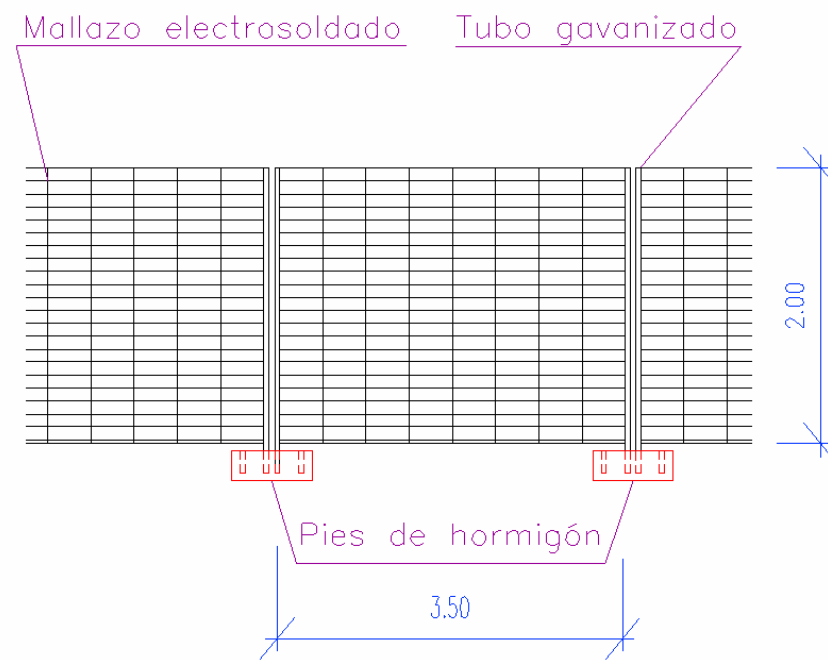 Mallazo electrosoldado
Tubo gavanizado
2.00
Pies de hormigón
3.50